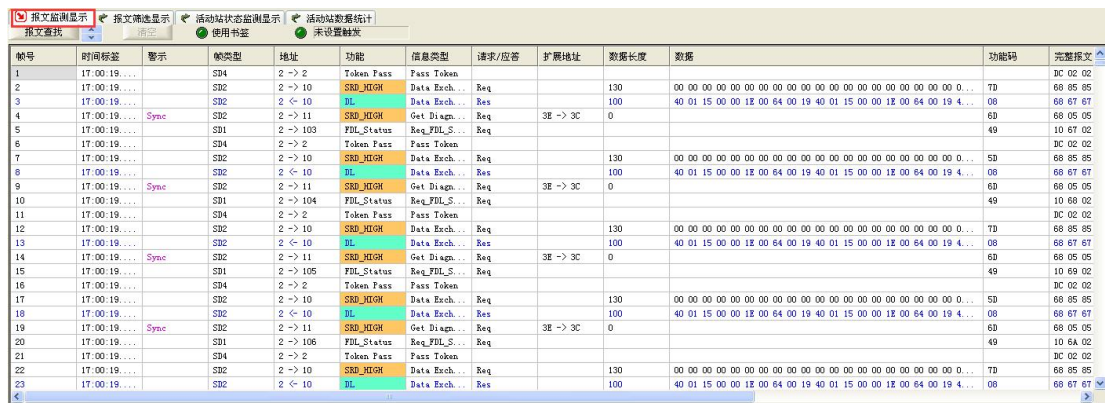 报文监测显示 报文筛选显示 活动站状态监测显示 活动站数据统计
报文查找 清空 使用书签 未设置触发
帧号 时间标签 警示 帧类型 地址 功能 信息类型 请求/应答 扩展地址 数据长度 数据 功能码 完整报文
1 17:00:19.... SD4 2 -> 2 Token Pass Pass Token DC 02 02
2 17:00:19.... SD2 2 -> 10 SRD_HIGH Data Exch... Req 130 00 00 00 00 00 00 00 00 00 00 00 00 00 00 00 00 00 0... 7D 68 85 85
3 17:00:19.... SD2 2 <- 10 DL Data Exch... Res 100 40 01 15 00 00 1E 00 64 00 19 40 01 15 00 00 1E 00 64 00 19 4... 08 68 67 67
4 17:00:19.... Sync SD2 2 -> 11 SRD_HIGH Get Diagn... Req 3E -> 3C 0 6D 68 05 05
5 17:00:19.... SD1 2 -> 103 FDL_Status Req_FDL_S... Req 49 10 67 02
6 17:00:19.... SD4 2 -> 2 Token Pass Pass Token DC 02 02
7 17:00:19.... SD2 2 -> 10 SRD_HIGH Data Exch... Req 130 00 00 00 00 00 00 00 00 00 00 00 00 00 00 00 00 00 0... 5D 68 85 85
8 17:00:19.... SD2 2 <- 10 DL Data Exch... Res 100 40 01 15 00 00 1E 00 64 00 19 40 01 15 00 00 1E 00 64 00 19 4... 08 68 67 67
9 17:00:19.... Sync SD2 2 -> 11 SRD_HIGH Get Diagn... Req 3E -> 3C 0 6D 68 05 05
10 17:00:19.... SD1 2 -> 104 FDL_Status Req_FDL_S... Req 49 10 68 02
11 17:00:19.... SD4 2 -> 2 Token Pass Pass Token DC 02 02
12 17:00:19.... SD2 2 -> 10 SRD_HIGH Data Exch... Req 130 00 00 00 00 00 00 00 00 00 00 00 00 00 00 00 00 00 0... 7D 68 85 85
13 17:00:19.... SD2 2 <- 10 DL Data Exch... Res 100 40 01 15 00 00 1E 00 64 00 19 40 01 15 00 00 1E 00 64 00 19 4... 08 68 67 67
14 17:00:19.... Sync SD2 2 -> 11 SRD_HIGH Get Diagn... Req 3E -> 3C 0 6D 68 05 05
15 17:00:19.... SD1 2 -> 105 FDL_Status Req_FDL_S... Req 49 10 69 02
16 17:00:19.... SD4 2 -> 2 Token Pass Pass Token DC 02 02
17 17:00:19.... SD2 2 -> 10 SRD_HIGH Data Exch... Req 130 00 00 00 00 00 00 00 00 00 00 00 00 00 00 00 00 00 0... 5D 68 85 85
18 17:00:19.... SD2 2 <- 10 DL Data Exch... Res 100 40 01 15 00 00 1E 00 64 00 19 40 01 15 00 00 1E 00 64 00 19 4... 08 68 67 67
19 17:00:19.... Sync SD2 2 -> 11 SRD_HIGH Get Diagn... Req 3E -> 3C 0 6D 68 05 05
20 17:00:19.... SD1 2 -> 106 FDL_Status Req_FDL_S... Req 49 10 6A 02
21 17:00:19.... SD4 2 -> 2 Token Pass Pass Token DC 02 02
22 17:00:19.... SD2 2 -> 10 SRD_HIGH Data Exch... Req 130 00 00 00 00 00 00 00 00 00 00 00 00 00 00 00 00 00 0... 7D 68 85 85
23 17:00:19.... SD2 2 <- 10 DL Data Exch... Res 100 40 01 15 00 00 1E 00 64 00 19 40 01 15 00 00 1E 00 64 00 19 4... 08 68 67 67